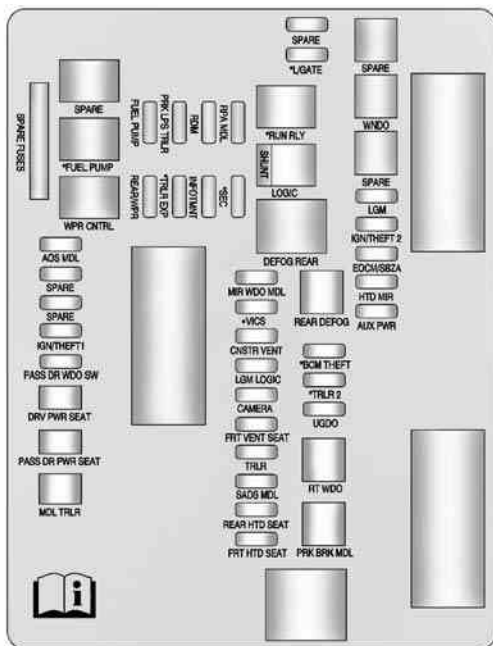 SPARE
*L/GATE
SPARE
SPARE FUSES
SPARE
*FUEL PUMP
WPR CNTRL
FUEL PUMP
PRK LPS TRLR
RDM
RPA MDL
REAR/WPR
*TRLR EXP
INFOTMNT
+SEV
*RUN RLY
SHUNT
LOGIC
DEFOG REAR
WNDO
SPARE
LGM
IGN/THEFT 2
EOCM/SBZA
HTD MIR
AUX PWR
AOS MDL
SPARE
SPARE
IGN/THEFT1
PASS DR WDO SW
DRV PWR SEAT
PASS DR PWR SEAT
MDL TRLR
MIR WDO MDL
+VICS
CNSTR VENT
LGM LOGIC
CAMERA
FRT VENT SEAT
TRLR
SADS MDL
REAR HTD SEAT
FRT HTD SEAT
REAR DEFOG
*BCM THEFT
*TRLR 2
UGDO
RT WDO
PRK BRK MDL
i